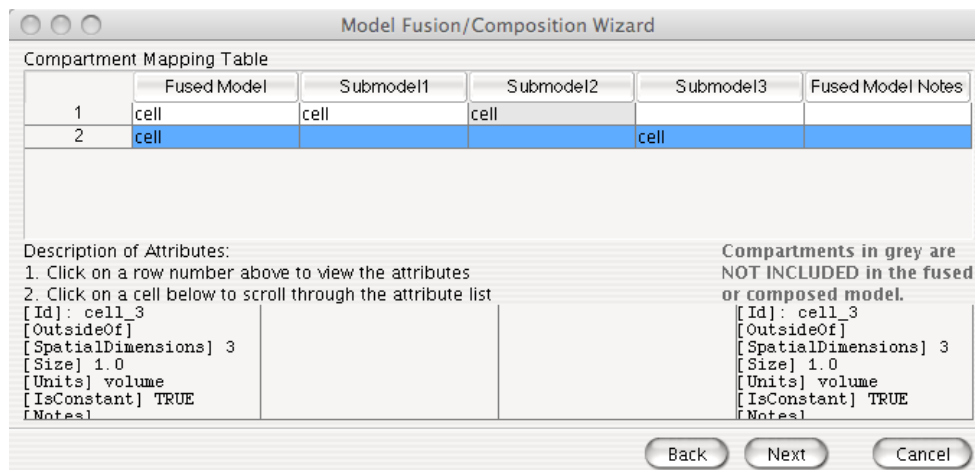 Model Fusion/Composition Wizard
Compartment Mapping Table
Fused Model Submodel1 Submodel2 Submodel3 Fused Model Notes
1 cell cell cell
2 cell cell
Description of Attributes:
1. Click on a row number above to view the attributes
2. Click on a cell below to scroll through the attribute list
Compartments in grey are
NOT INCLUDED in the fused
or composed model.
[Id]: cell_3
[OutsideOf]
[SpatialDimensions] 3
[Size] 1.0
[Units] volume
[IsConstant] TRUE
[Notes]
[Id]: cell_3
[OutsideOf]
[SpatialDimensions] 3
[Size] 1.0
[Units] volume
[IsConstant] TRUE
[Notes]
Back Next Cancel